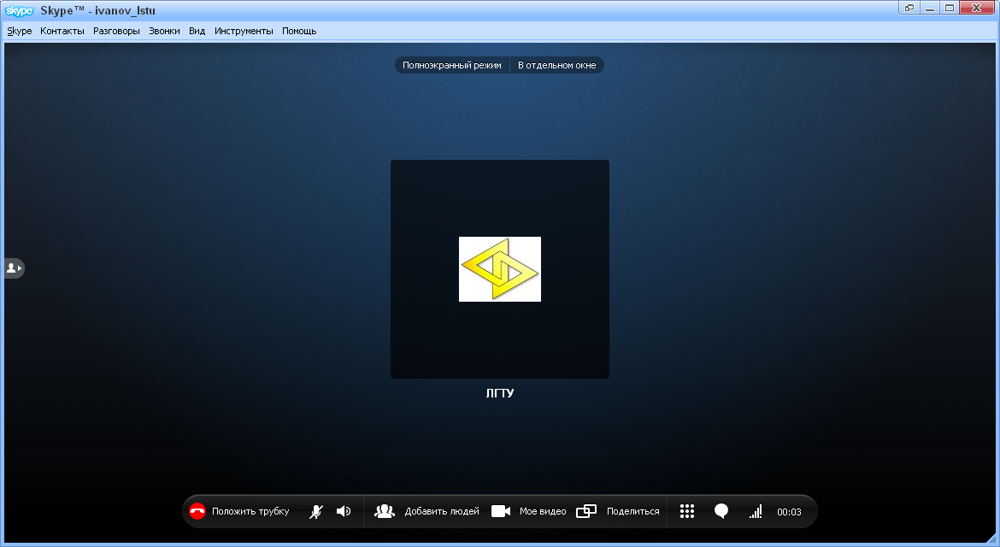 skype Skype™ - ivanov_lstu
Skype Контакты Разговоры Звонки Вид Инструменты Помощь
Полноэкранный режим В отдельном окне
ЛГТУ
Положить трубку Добавить людей Мое видео Поделиться 00:03